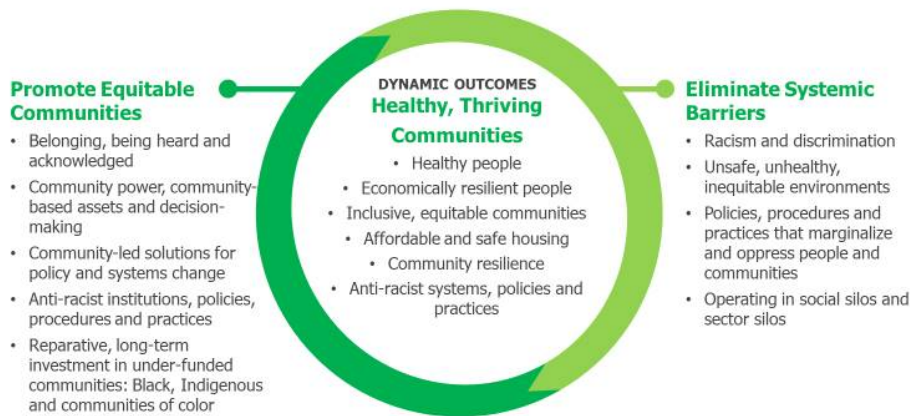 Promote Equitable
Communities
• Belonging, being heard and
acknowledged
• Community power, community-
based assets and decision-
making
• Community-led solutions for
policy and systems change
• Anti-racist institutions, policies,
procedures and practices
• Reparative, long-term
investment in under-funded
communities: Black, Indigenous
and communities of color
DYNAMIC OUTCOMES
Healthy, Thriving
Communities
• Healthy people
• Economically resilient people
• Inclusive, equitable communities
• Affordable and safe housing
• Community resilience
• Anti-racist systems, policies and
practices
Eliminate Systemic
Barriers
• Racism and discrimination
• Unsafe, unhealthy,
inequitable environments
• Policies, procedures and
practices that marginalize
and oppress people and
communities
• Operating in social silos and
sector silos